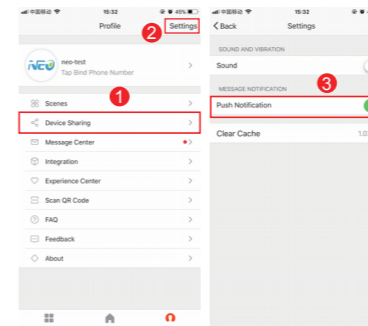 中国移动 15:32 45%
Profile
2
Settings
NEO
neo-test
Tap Bind Phone Number
Scenes
1
Device Sharing
Message Center
Integration
Experience Center
Scan QR Code
FAQ
Feedback
About
中国移动 15:32
Back
Settings
SOUND AND VIBRATION
Sound
MESSAGE NOTIFICATION
3
Push Notification
Clear Cache